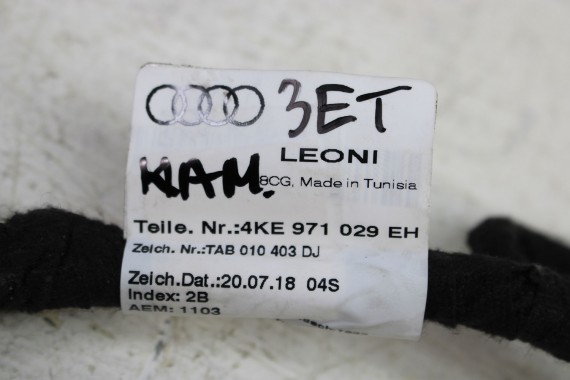 3ET
LEONI
KLAM.
8CG, Made in Tunisia
Teile. Nr.:4KE 971 029 EH
Zeich. Nr.:TAB 010 403 DJ
Zeich.Dat.:20.07.18 04S
Index: 2B
AEM: 1103